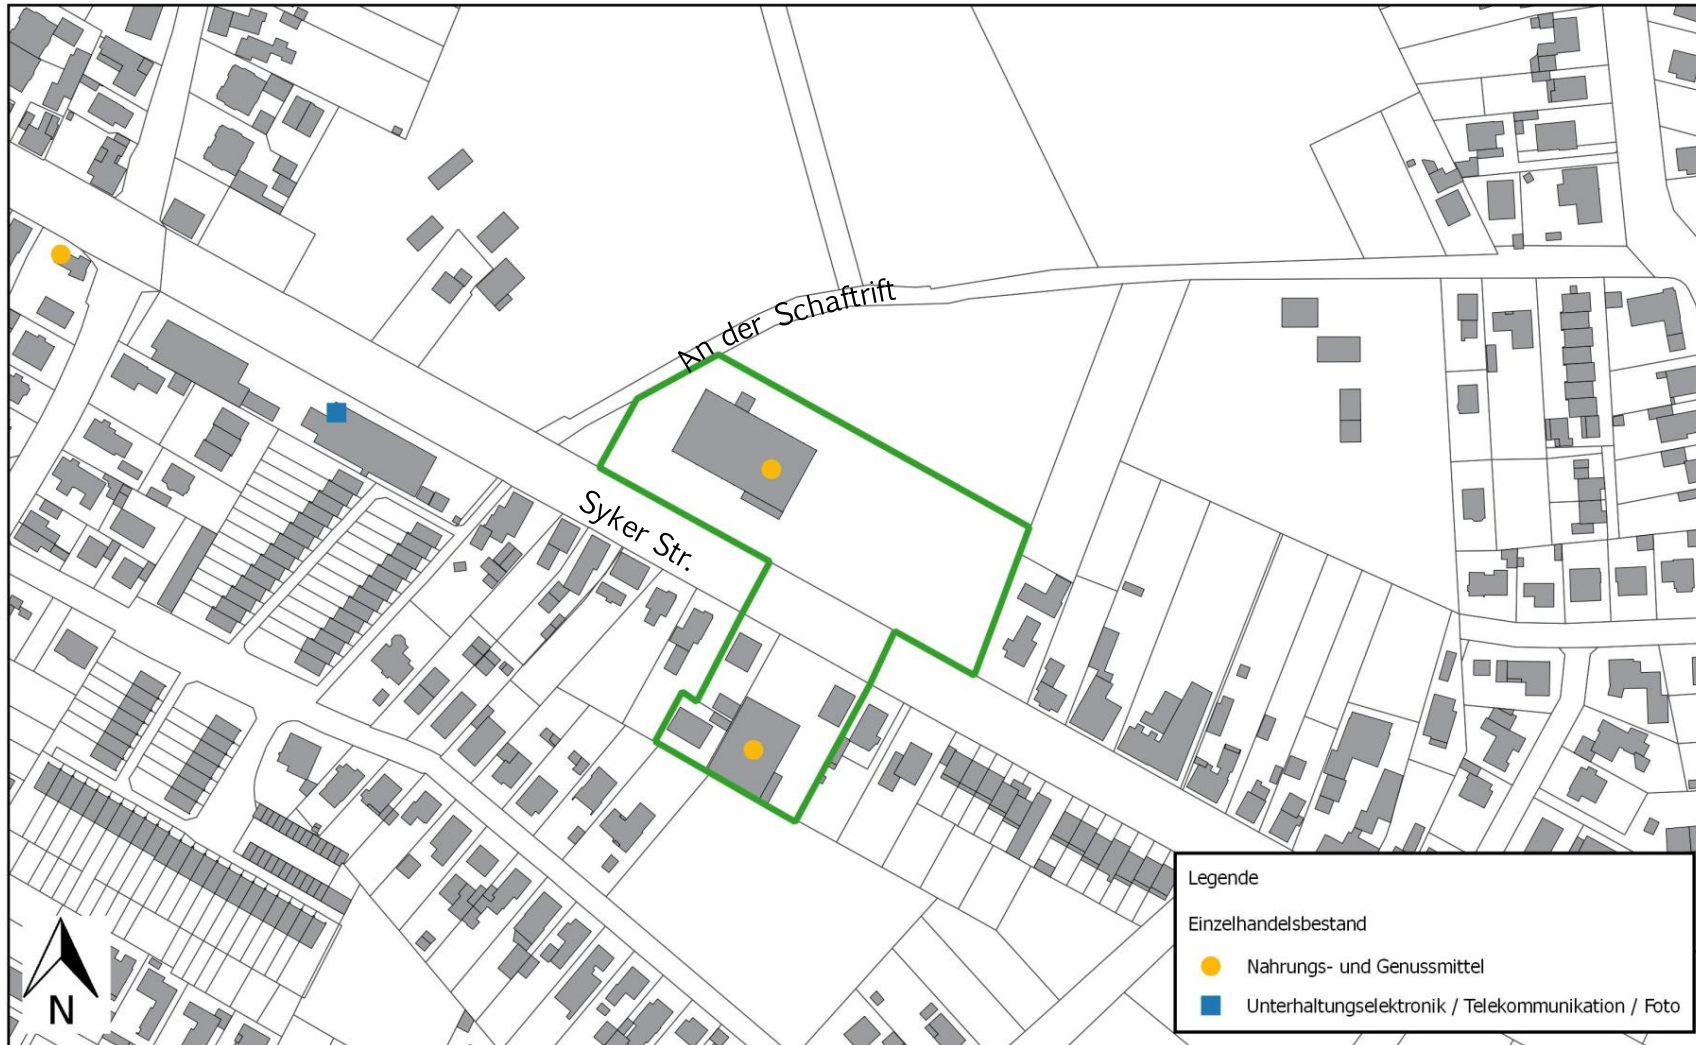 An der Schaftrift
Syker Str.
Legende
Einzelhandelsbestand
Nahrungs- und Genussmittel
Unterhaltungselektronik / Telekommunikation / Foto
N